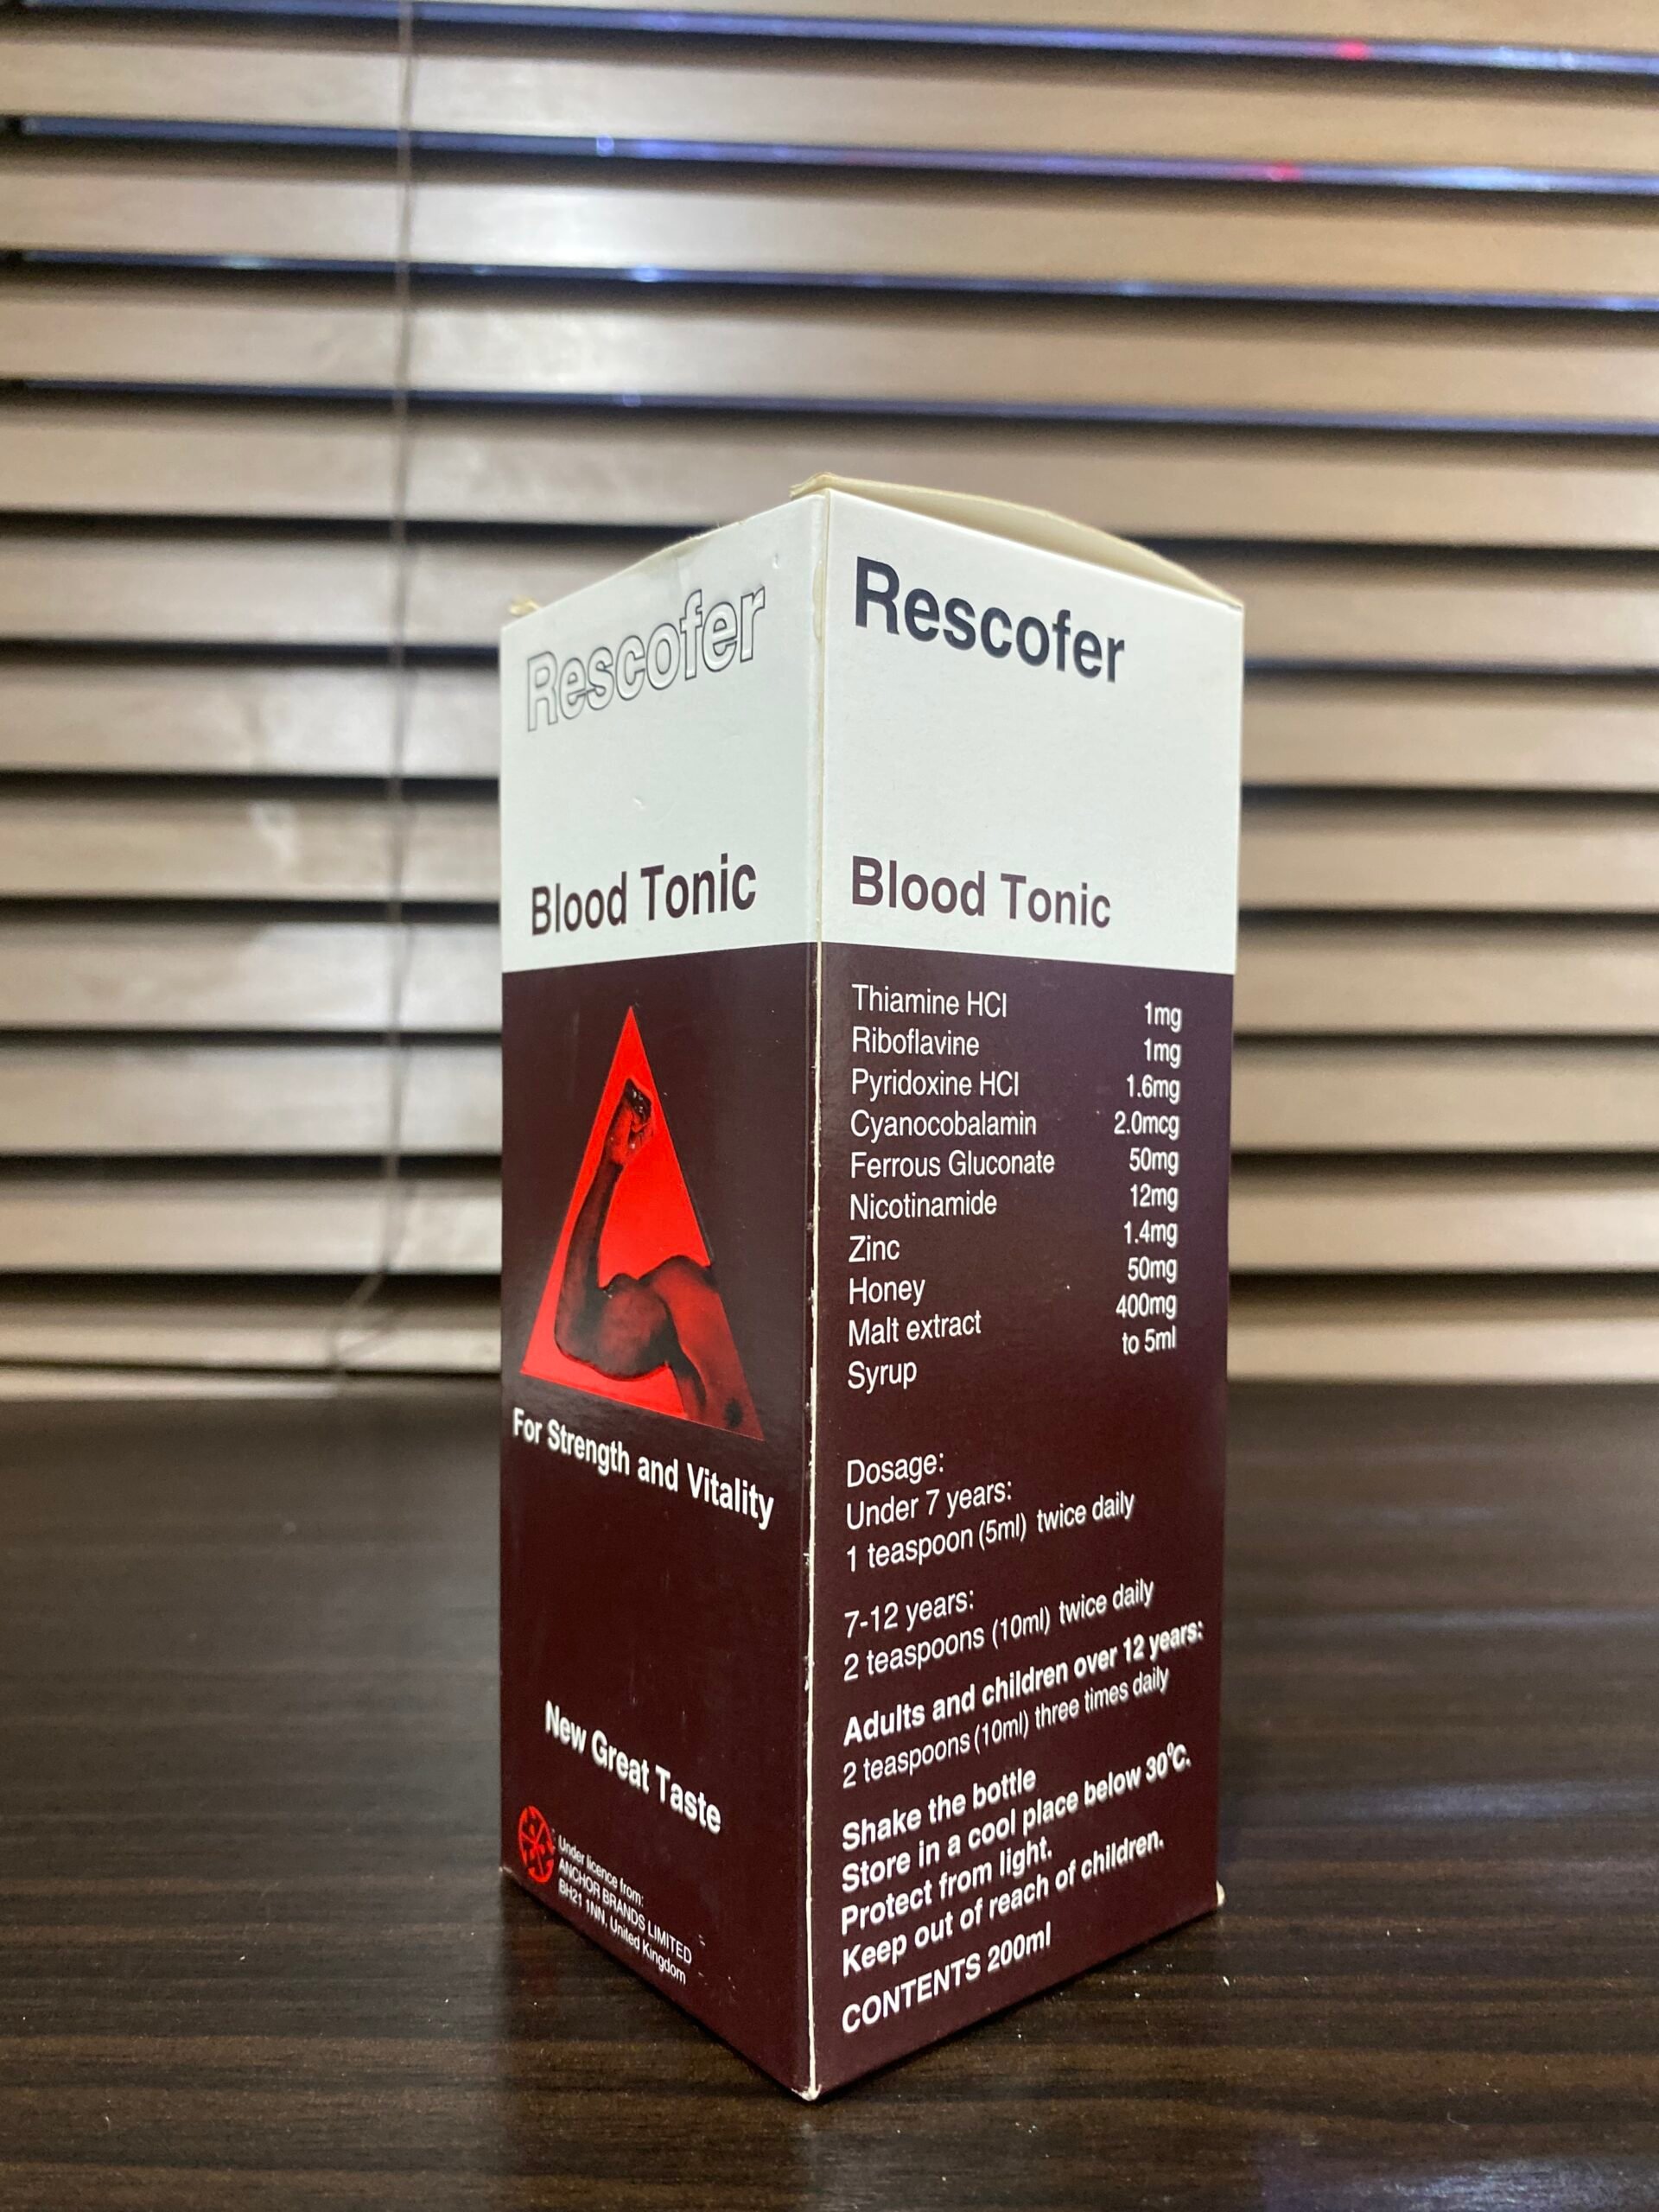 Rescofer
Blood Tonic
For Strength and Vitality
New Great Taste
Under licence from:
ANCHOR BRANDS LIMITED
BH21 1NN, United Kingdom
Rescofer
Blood Tonic
Thiamine HCl 1mg
Riboflavine 1mg
Pyridoxine HCl 1.6mg
Cyanocobalamin 2.0mcg
Ferrous Gluconate 50mg
Nicotinamide 12mg
Zinc 1.4mg
Honey 50mg
Malt extract 400mg
Syrup to 5ml
Dosage:
Under 7 years:
1 teaspoon (5ml) twice daily
7-12 years:
2 teaspoons (10ml) twice daily
Adults and children over 12 years:
2 teaspoons (10ml) three times daily
Shake the bottle
Store in a cool place below 30°C.
Protect from light.
Keep out of reach of children.
CONTENTS 200ml